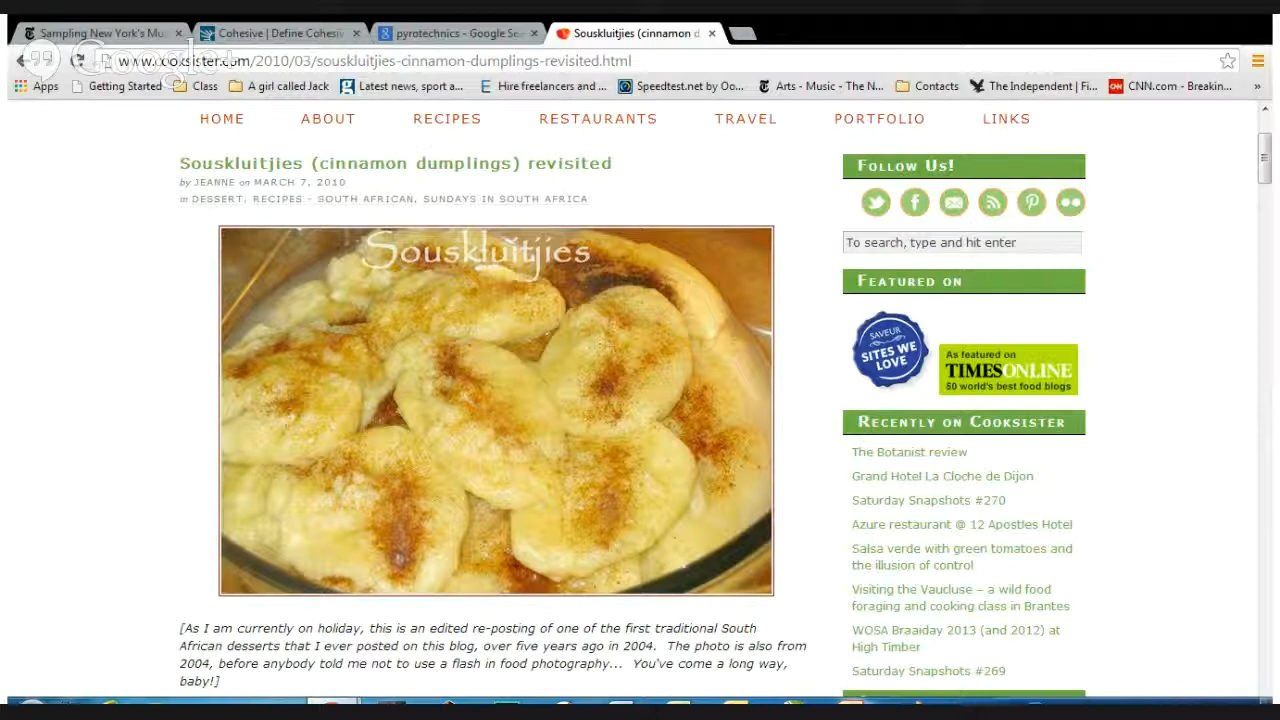 Sampling New York's Mu
Cohesive | Define Cohesiv
pyrotechnics - Google Se
Souskluitjies (cinnamon d
Google+
www.cooksister.com/2010/03/souskluitjies-cinnamon-dumplings-revisited.html
Apps Getting Started Class A girl called Jack Latest news, sport a... Hire freelancers and ... Speedtest.net by Oo... Arts - Music - The N... Contacts The Independent | Fi... CNN.com - Breakin... »
HOME ABOUT RECIPES RESTAURANTS TRAVEL PORTFOLIO LINKS
Souskluitjies (cinnamon dumplings) revisited
by JEANNE on MARCH 7, 2010
in DESSERT, RECIPES - SOUTH AFRICAN, SUNDAYS IN SOUTH AFRICA
Souskluitjies
[As I am currently on holiday, this is an edited re-posting of one of the first traditional South
African desserts that I ever posted on this blog, over five years ago in 2004. The photo is also from
2004, before anybody told me not to use a flash in food photography... You've come a long way,
baby!]
Follow Us!
To search, type and hit enter
Featured on
SAVEUR
SITES WE
LOVE
As featured on
TIMESONLINE
50 world's best food blogs
Recently on Cooksister
The Botanist review
Grand Hotel La Cloche de Dijon
Saturday Snapshots #270
Azure restaurant @ 12 Apostles Hotel
Salsa verde with green tomatoes and
the illusion of control
Visiting the Vaucluse – a wild food
foraging and cooking class in Brantes
WOSA Braaiday 2013 (and 2012) at
High Timber
Saturday Snapshots #269